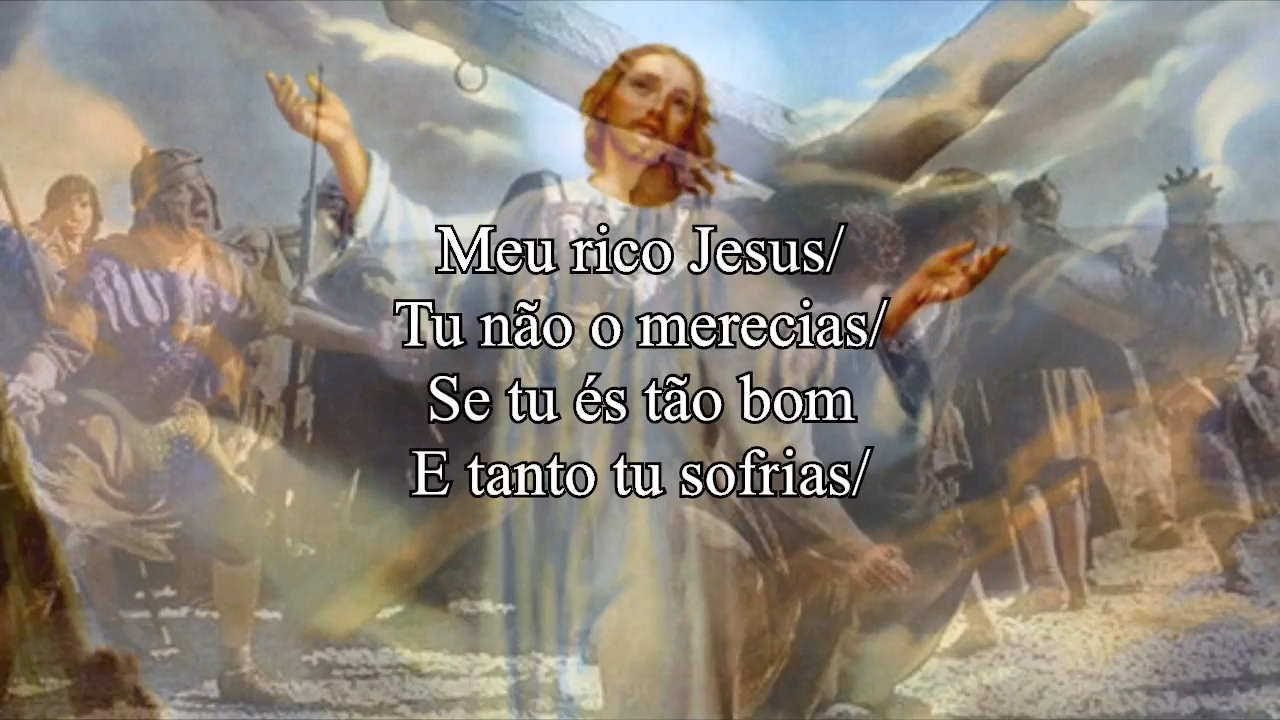 Meu rico Jesus/
Tu não o merecias/
Se tu és tão bom
E tanto tu sofrias/